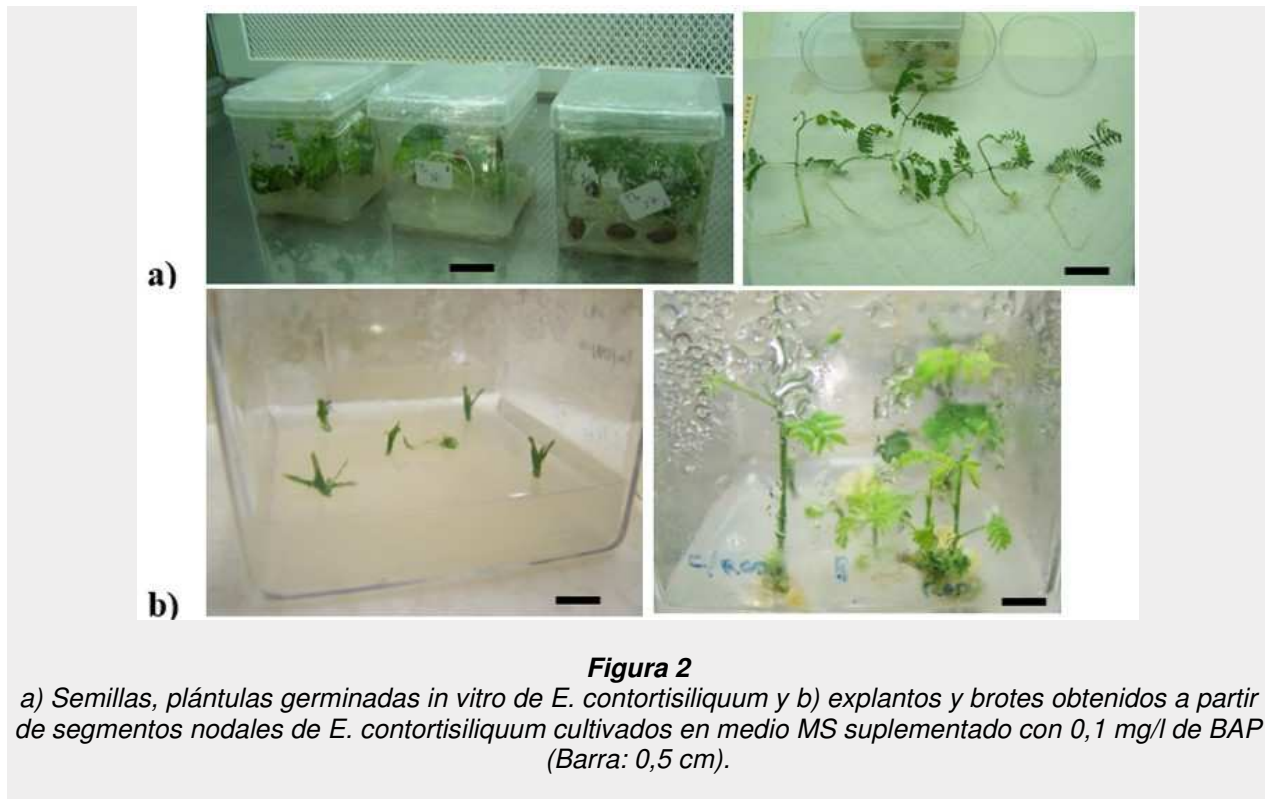 a)
b)
Figura 2
a) Semillas, plántulas germinadas in vitro de E. contortisiliquum y b) explantos y brotes obtenidos a partir
de segmentos nodales de E. contortisiliquum cultivados en medio MS suplementado con 0,1 mg/l de BAP
(Barra: 0,5 cm).